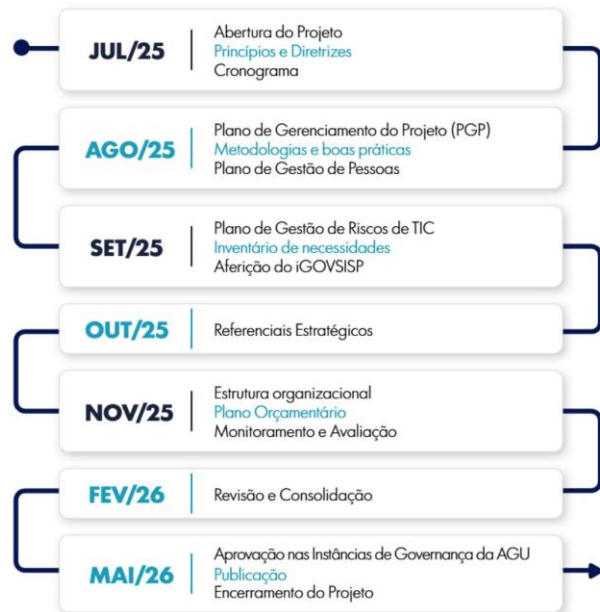 JUL/25
Abertura do Projeto
Princípios e Diretrizes
Cronograma
AGO/25
Plano de Gerenciamento do Projeto (PGP)
Metodologias e boas práticas
Plano de Gestão de Pessoas
SET/25
Plano de Gestão de Riscos de TIC
Inventário de necessidades
Aferição do iGOVSISP
OUT/25
Referenciais Estratégicos
NOV/25
Estrutura organizacional
Plano Orçamentário
Monitoramento e Avaliação
FEV/26
Revisão e Consolidação
MAI/26
Aprovação nas Instâncias de Governança da AGU
Publicação
Encerramento do Projeto